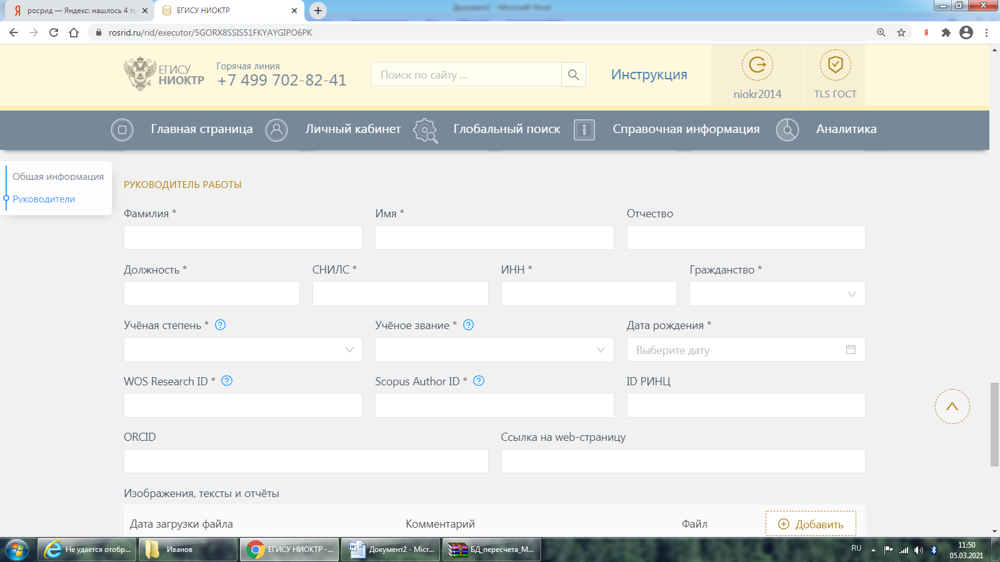 росрид — Яндекс: нашлось 4 ты
ЕГИСУ НИОКТР
Документ2 - Microsoft Word
rosrid.ru/rid/executor/5GORX8SSIS51FKYAYGIPO6PK
ЕГИСУ
НИОКТР
Горячая линия
+7 499 702-82-41
Поиск по сайту ...
Инструкция
niokr2014
TLS ГОСТ
Главная страница
Личный кабинет
Глобальный поиск
Справочная информация
Аналитика
Общая информация
Руководители
РУКОВОДИТЕЛЬ РАБОТЫ
Фамилия *
Имя *
Отчество
Должность *
СНИЛС *
ИНН *
Гражданство *
Учёная степень *
Учёное звание *
Дата рождения *
Выберите дату
WOS Research ID *
Scopus Author ID *
ID РИНЦ
ORCID
Ссылка на web-страницу
Изображения, тексты и отчёты
Дата загрузки файла
Комментарий
Файл
Добавить
Не удается отобр...
Иванов
ЕГИСУ НИОКТР -...
Документ2 - Micr...
БД_пересчета_М...
RU
11:50
05.03.2021